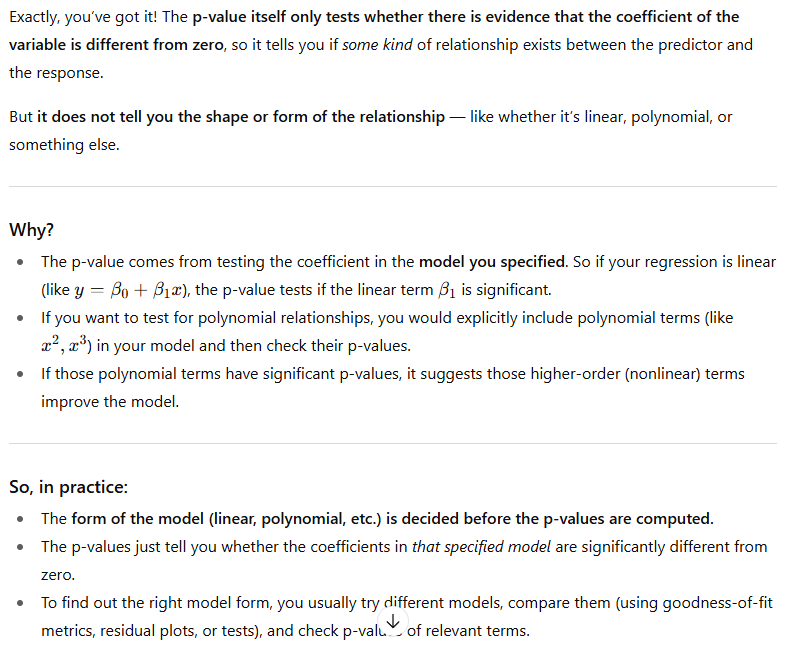 Exactly, you've got it! The p-value itself only tests whether there is evidence that the coefficient of the
variable is different from zero, so it tells you if some kind of relationship exists between the predictor and
the response.
But it does not tell you the shape or form of the relationship — like whether it's linear, polynomial, or
something else.
Why?
• The p-value comes from testing the coefficient in the model you specified. So if your regression is linear
(like y = β₀ + β₁x), the p-value tests if the linear term β₁ is significant.
• If you want to test for polynomial relationships, you would explicitly include polynomial terms (like
x², x³) in your model and then check their p-values.
• If those polynomial terms have significant p-values, it suggests those higher-order (nonlinear) terms
improve the model.
So, in practice:
• The form of the model (linear, polynomial, etc.) is decided before the p-values are computed.
• The p-values just tell you whether the coefficients in that specified model are significantly different from
zero.
• To find out the right model form, you usually try different models, compare them (using goodness-of-fit
metrics, residual plots, or tests), and check of relevant terms.